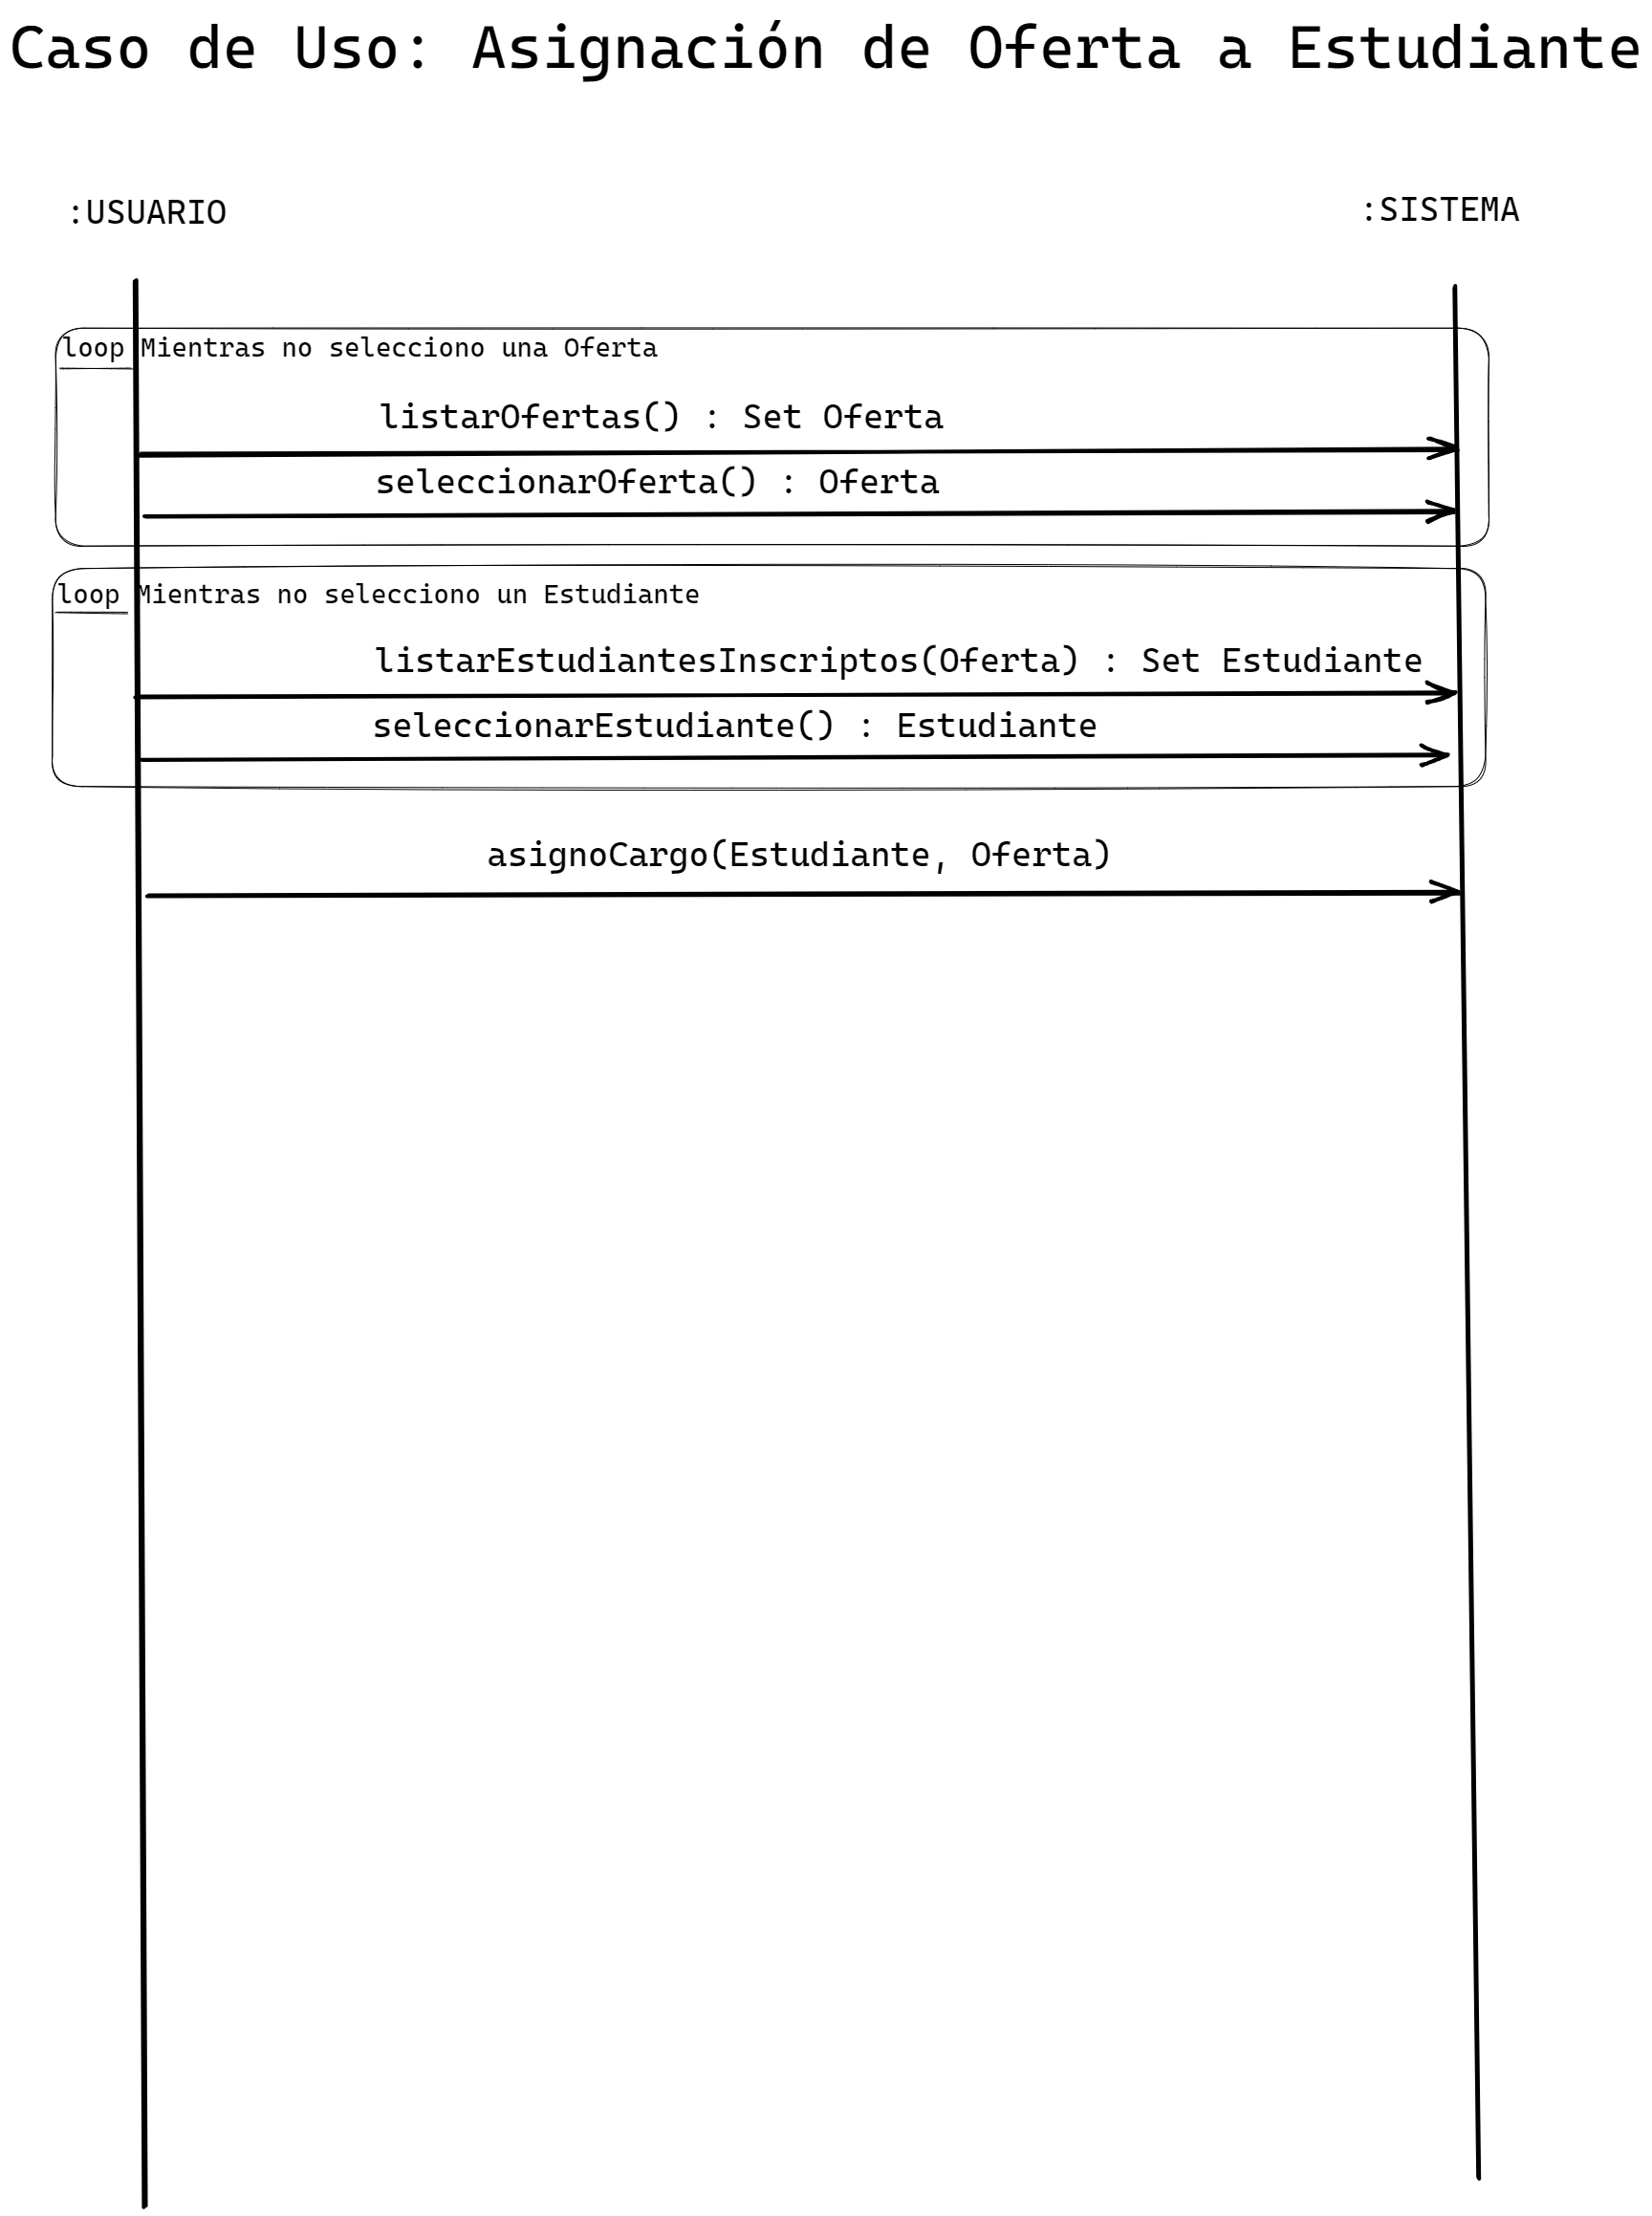 Caso de Uso: Asignación de Oferta a Estudiante
:USUARIO
:SISTEMA
loop Mientras no selecciono una Oferta
listarOfertas() : Set Oferta
seleccionarOferta() : Oferta
loop Mientras no selecciono un Estudiante
listarEstudiantesInscriptos(Oferta) : Set Estudiante
seleccionarEstudiante() : Estudiante
asignoCargo(Estudiante, Oferta)